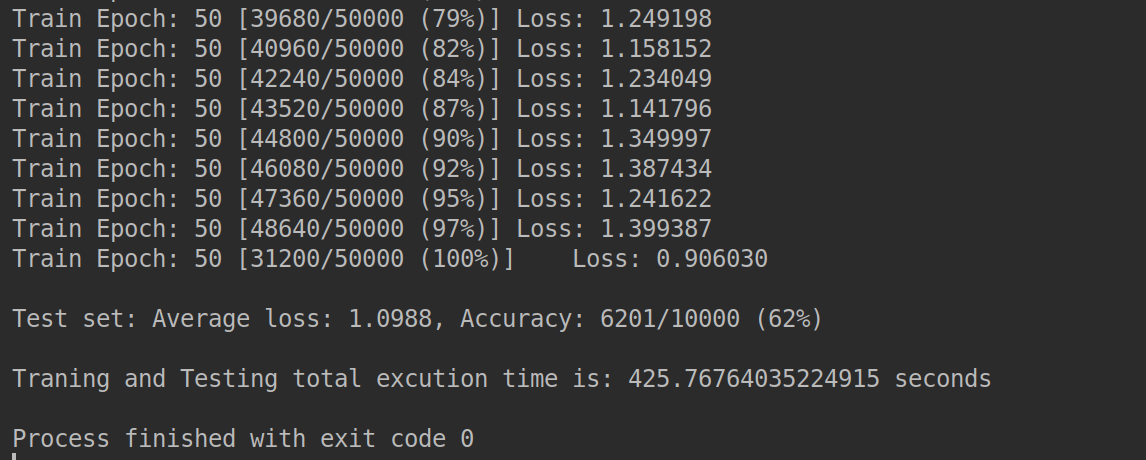 Train Epoch: 50 [39680/50000 (79%)] Loss: 1.249198
Train Epoch: 50 [40960/50000 (82%)] Loss: 1.158152
Train Epoch: 50 [42240/50000 (84%)] Loss: 1.234049
Train Epoch: 50 [43520/50000 (87%)] Loss: 1.141796
Train Epoch: 50 [44800/50000 (90%)] Loss: 1.349997
Train Epoch: 50 [46080/50000 (92%)] Loss: 1.387434
Train Epoch: 50 [47360/50000 (95%)] Loss: 1.241622
Train Epoch: 50 [48640/50000 (97%)] Loss: 1.399387
Train Epoch: 50 [31200/50000 (100%)]    Loss: 0.906030
Test set: Average loss: 1.0988, Accuracy: 6201/10000 (62%)
Traning and Testing total excution time is: 425.76764035224915 seconds
Process finished with exit code 0